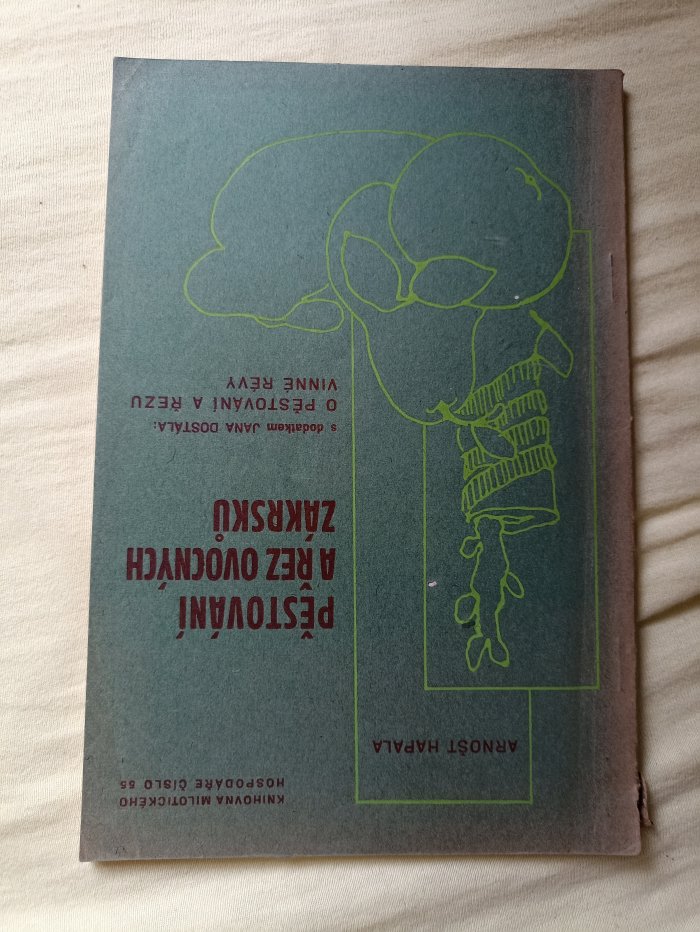 KNIHOVNA MILOTICKÉHO
HOSPODÁŘE ČÍSLO 55
ARNOŠT HAPALA
PĚSTOVÁNÍ
A ŘEZ OVOCNÝCH
ZÁKRSKŮ
s dodatkem JANA DOSTÁLA:
O PĚSTOVÁNÍ A ŘEZU
VINNÉ RÉVY